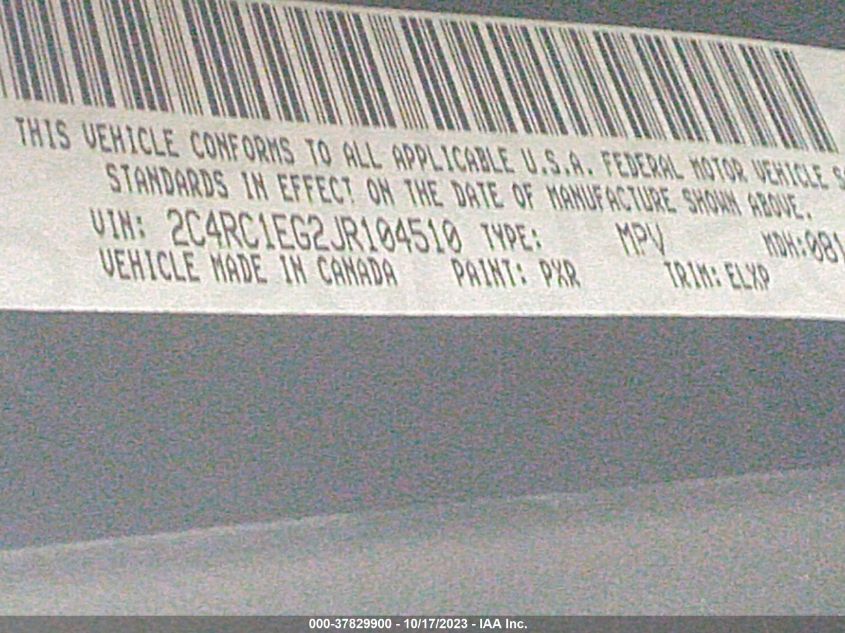 THIS VEHICLE CONFORMS TO ALL APPLICABLE U.S.A. FEDERAL MOTOR VEHICLE S
STANDARDS IN EFFECT ON THE DATE OF MANUFACTURE SHOWN ABOVE.
VIN: 2C4RC1EG2JR104510 TYPE: MPV MDH:081
VEHICLE MADE IN CANADA PAINT: PXR TRIM: ELXP
000-37829900 - 10/17/2023 - IAA Inc.